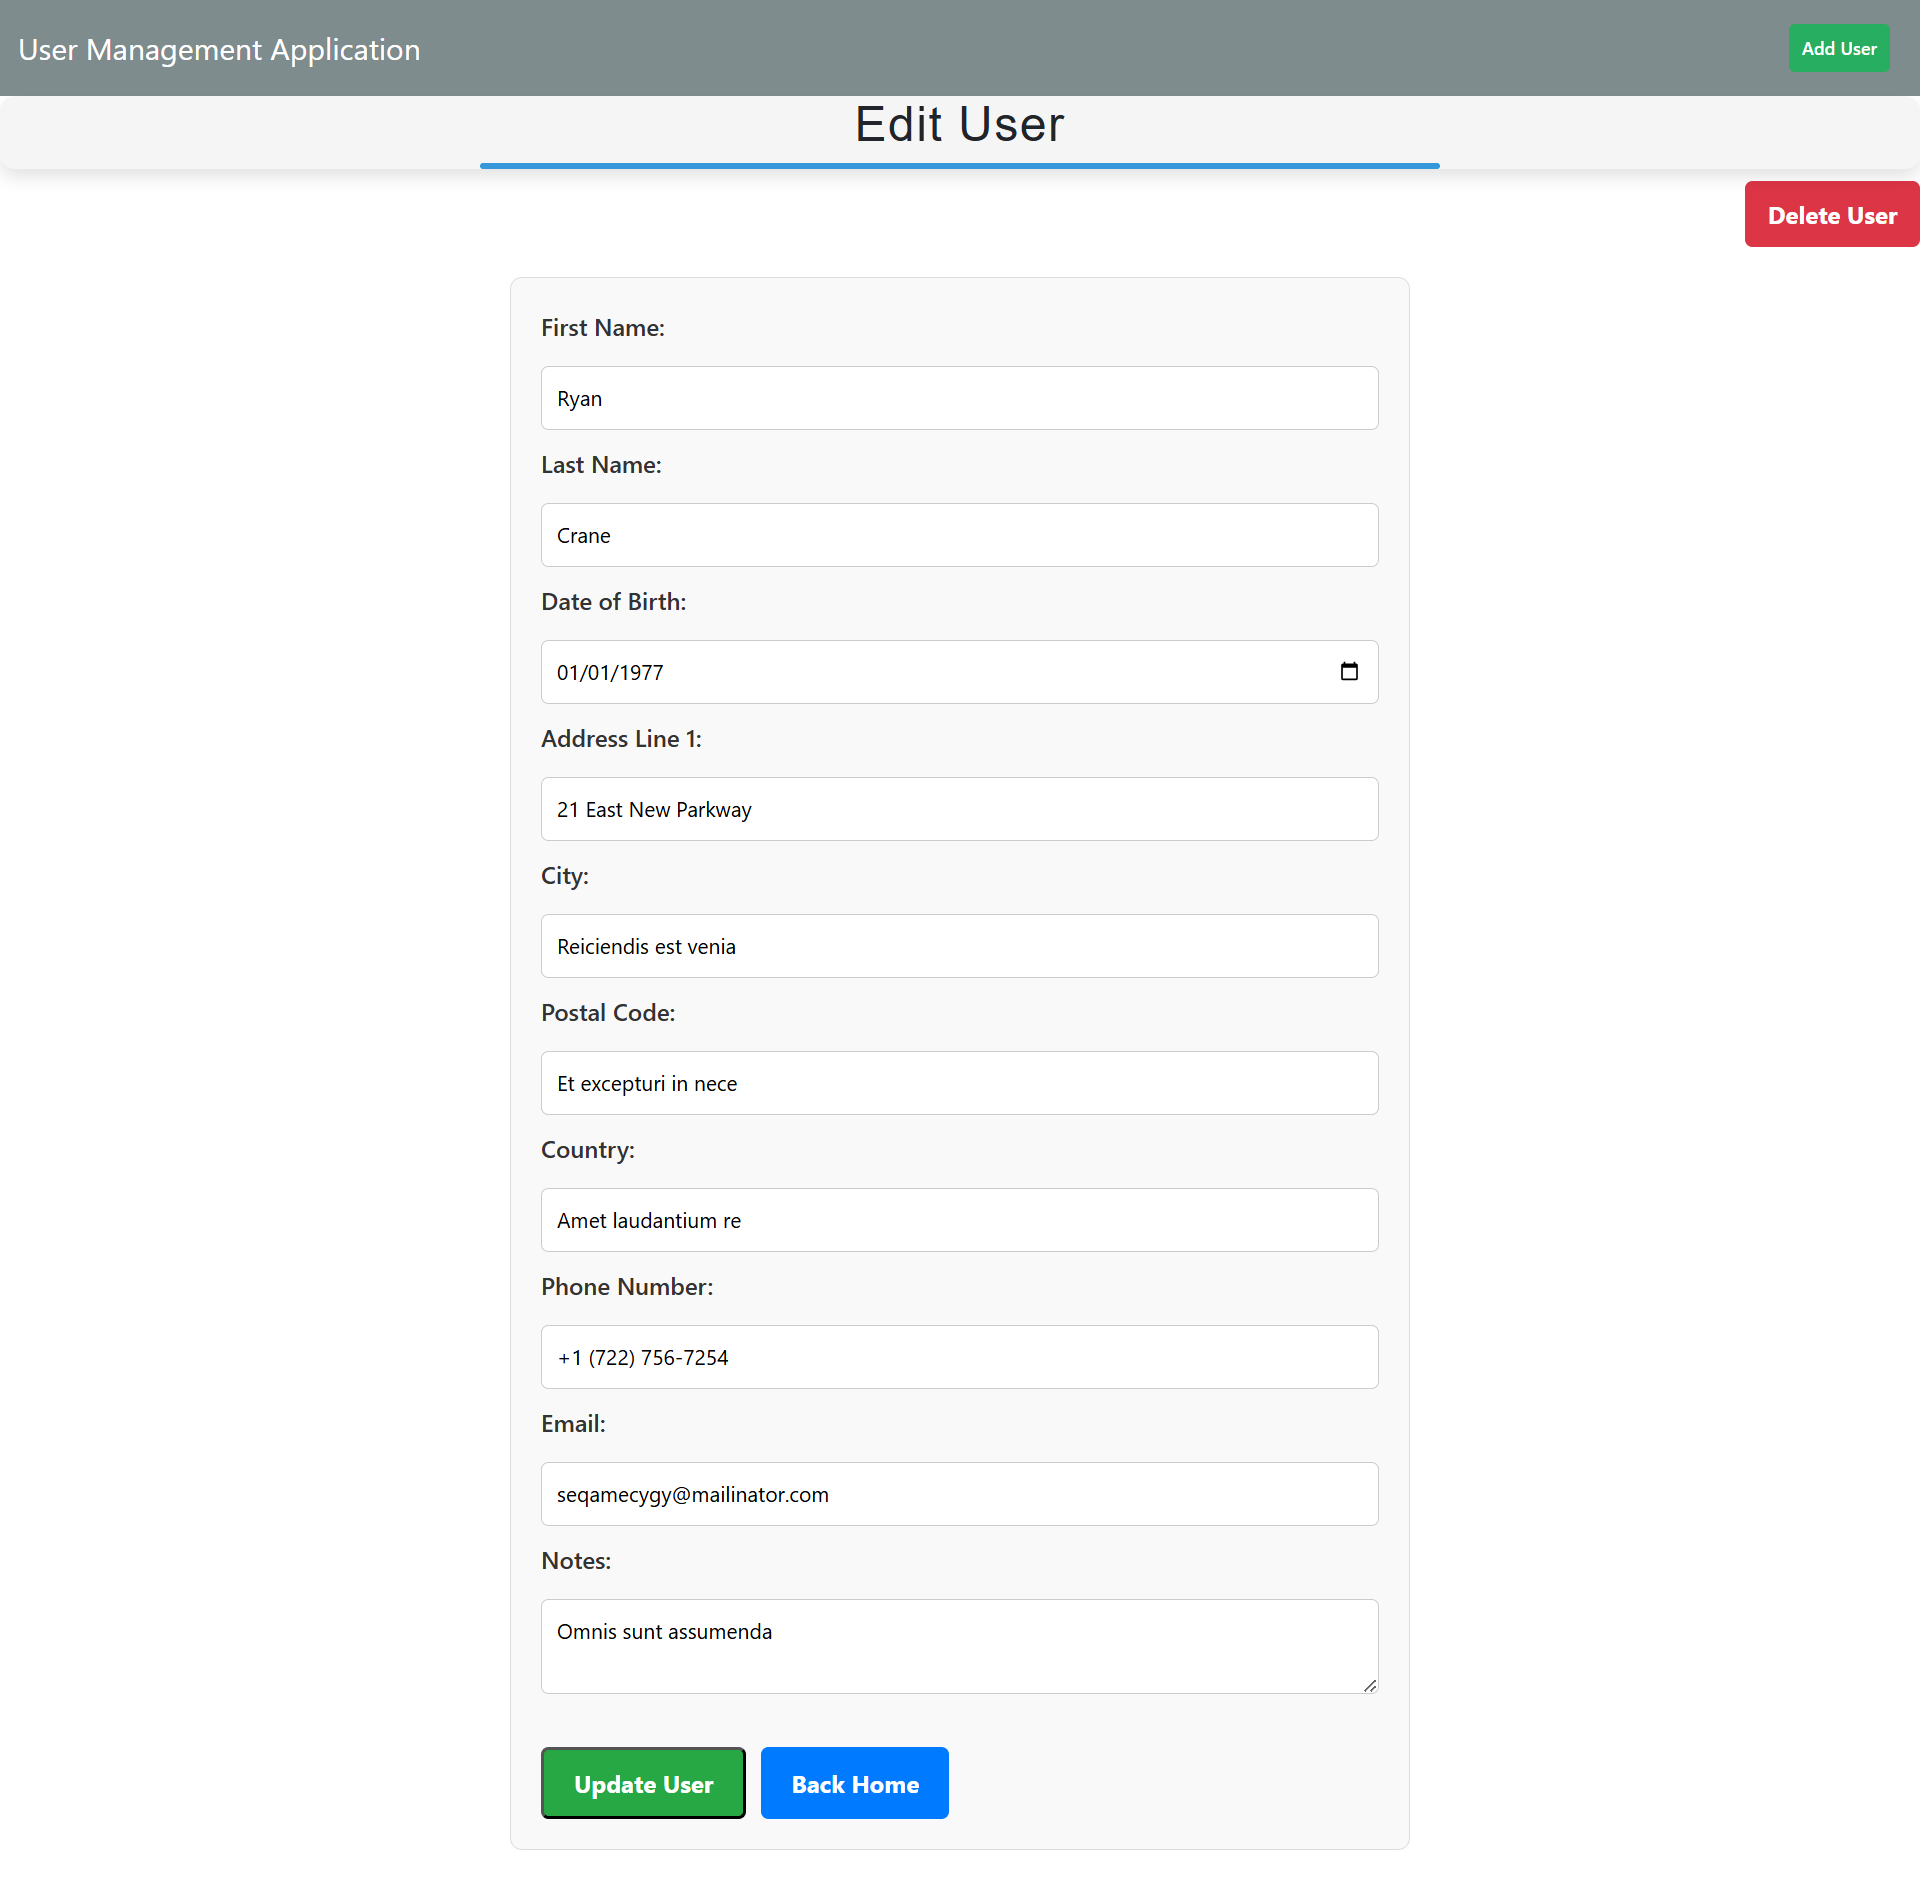 User Management Application
Add User
Edit User
Delete User
First Name:
Ryan
Last Name:
Crane
Date of Birth:
01/01/1977
Address Line 1:
21 East New Parkway
City:
Reiciendis est venia
Postal Code:
Et excepturi in nece
Country:
Amet laudantium re
Phone Number:
+1 (722) 756-7254
Email:
seqamecygy@mailinator.com
Notes:
Omnis sunt assumenda
Update User
Back Home